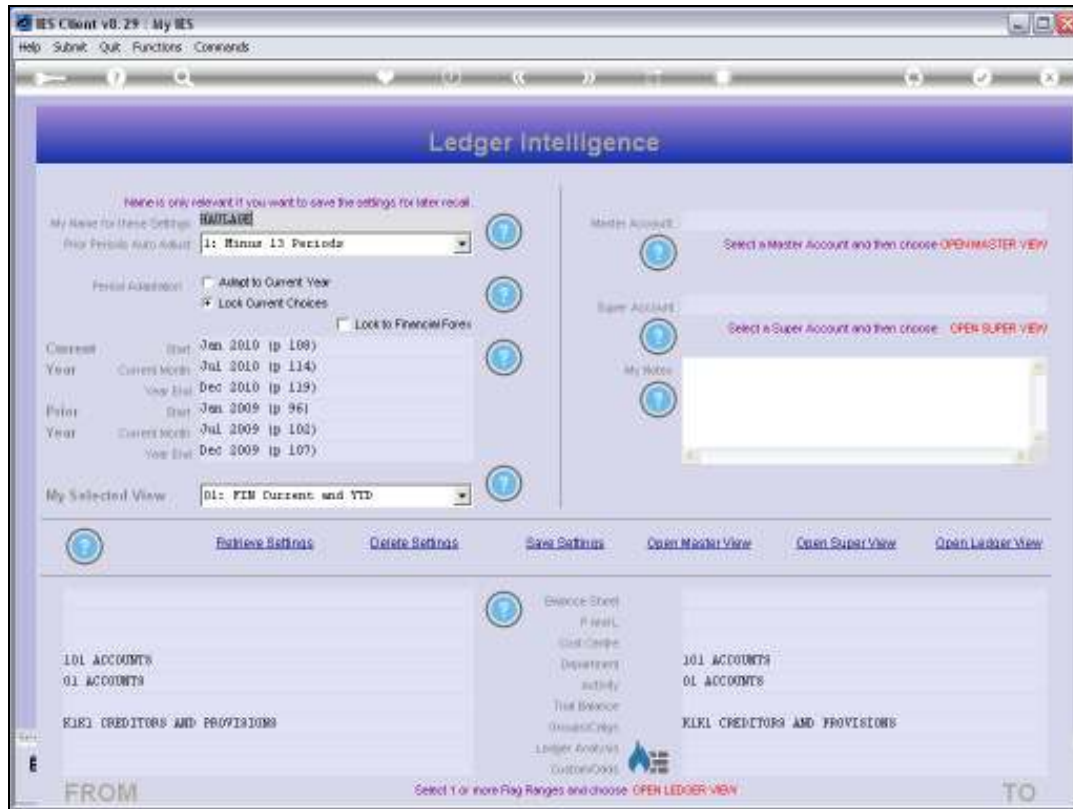 IES Client v8.29 : My IES
Help Submit Quit Functions Commands
Ledger Intelligence
Name is only relevant if you want to save the settings for later recall
My Name for these Settings HAULAGE
Prior Periods Auto Adjust 1: Minus 13 Periods
Period Adaptation Adapt to Current Year
Lock Current Choices
Lock to Financial Forex
Current Start Jan 2010 (p 108)
Year Current Month Jul 2010 (p 114)
Year End Dec 2010 (p 119)
Prior Start Jan 2009 (p 96)
Year Current Month Jul 2009 (p 102)
Year End Dec 2009 (p 107)
My Selected View 01: FIN Current and YTD
Master Account
Select a Master Account and then choose OPEN MASTER VIEW
Super Account
Select a Super Account and then choose OPEN SUPER VIEW
My Notes
Retrieve Settings Delete Settings Save Settings Open Master View Open Super View Open Ledger View
Balance Sheet
P and L
Cost Centre
101 ACCOUNTS Department 101 ACCOUNTS
01 ACCOUNTS Activity 01 ACCOUNTS
Trial Balance
K1K1 CREDITORS AND PROVISIONS K1K1 CREDITORS AND PROVISIONS
Ledger Analysis
FROM Select 1 or more Flag Ranges and choose OPEN LEDGER VIEW TO